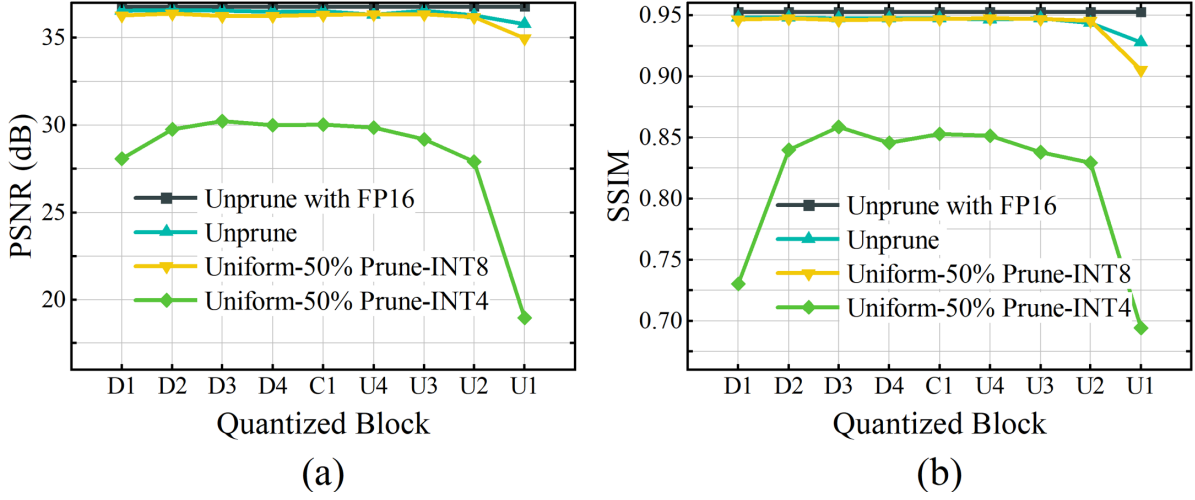 35
30
25
20
PSNR (dB)
Unprune with FP16
Unprune
Uniform-50% Prune-INT8
Uniform-50% Prune-INT4
D1 D2 D3 D4 C1 U4 U3 U2 U1
Quantized Block
(a)
0.95
0.90
0.85
0.80
0.75
0.70
SSIM
Unprune with FP16
Unprune
Uniform-50% Prune-INT8
Uniform-50% Prune-INT4
D1 D2 D3 D4 C1 U4 U3 U2 U1
Quantized Block
(b)